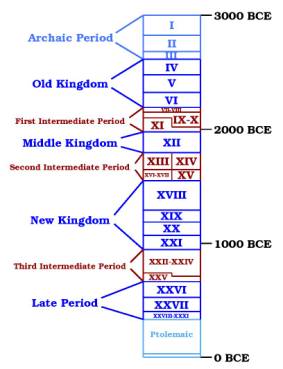 3000 BCE
I
II
III
Archaic Period
IV
V
VI
Old Kingdom
VII-VIII
IX-X
XI
First Intermediate Period
2000 BCE
XII
Middle Kingdom
XIII
XIV
XVI-XVII
XV
Second Intermediate Period
XVIII
XIX
XX
XXI
New Kingdom
1000 BCE
XXII-XXIV
XXV
Third Intermediate Period
XXVI
XXVII
XXVIII-XXXI
Late Period
Ptolemaic
0 BCE